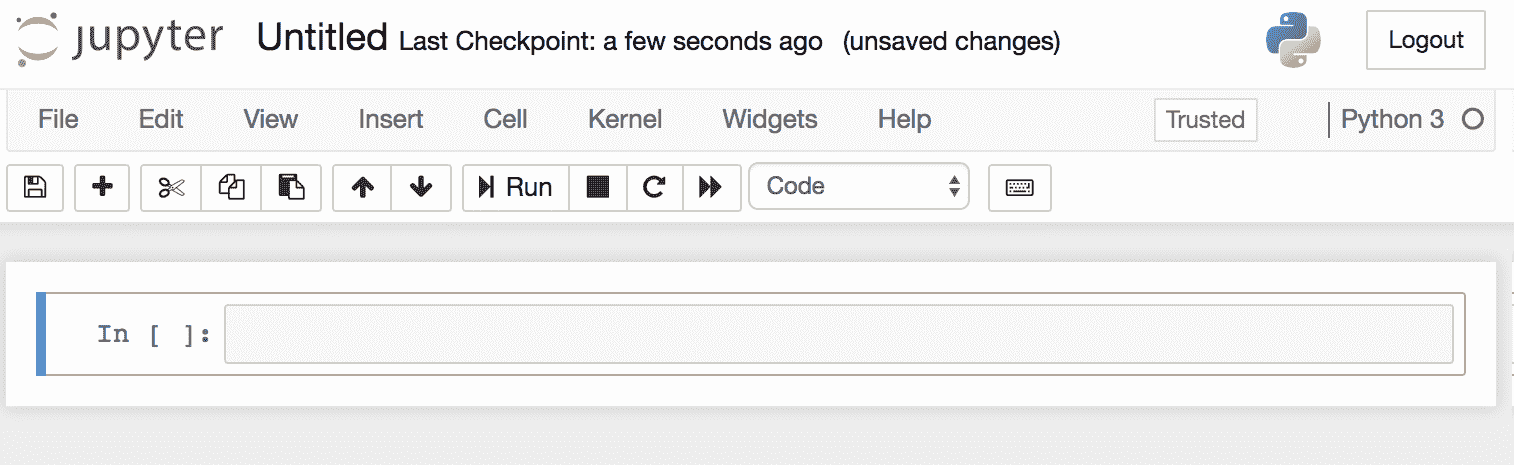 jupyter Untitled Last Checkpoint: a few seconds ago (unsaved changes) Logout
File Edit View Insert Cell Kernel Widgets Help Trusted Python 3
Run Code
In [ ]: